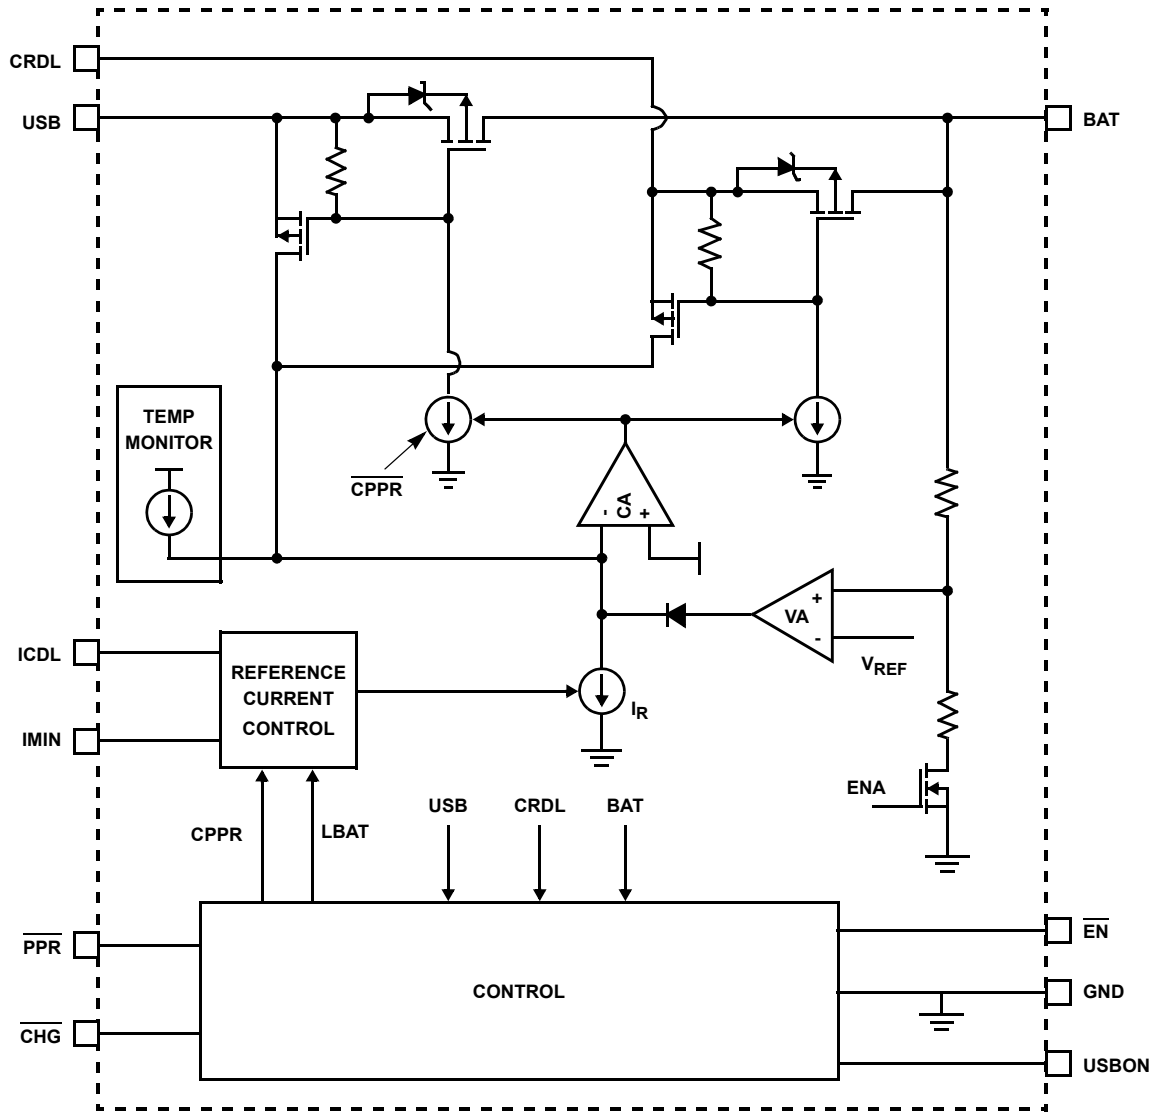 CRDL
USB
BAT
TEMP
MONITOR
CPPR
- CA +
+
VA
-
VREF
ICDL
IMIN
REFERENCE
CURRENT
CONTROL
IR
ENA
CPPR
LBAT
USB
CRDL
BAT
PPR
CHG
CONTROL
EN
GND
USBON